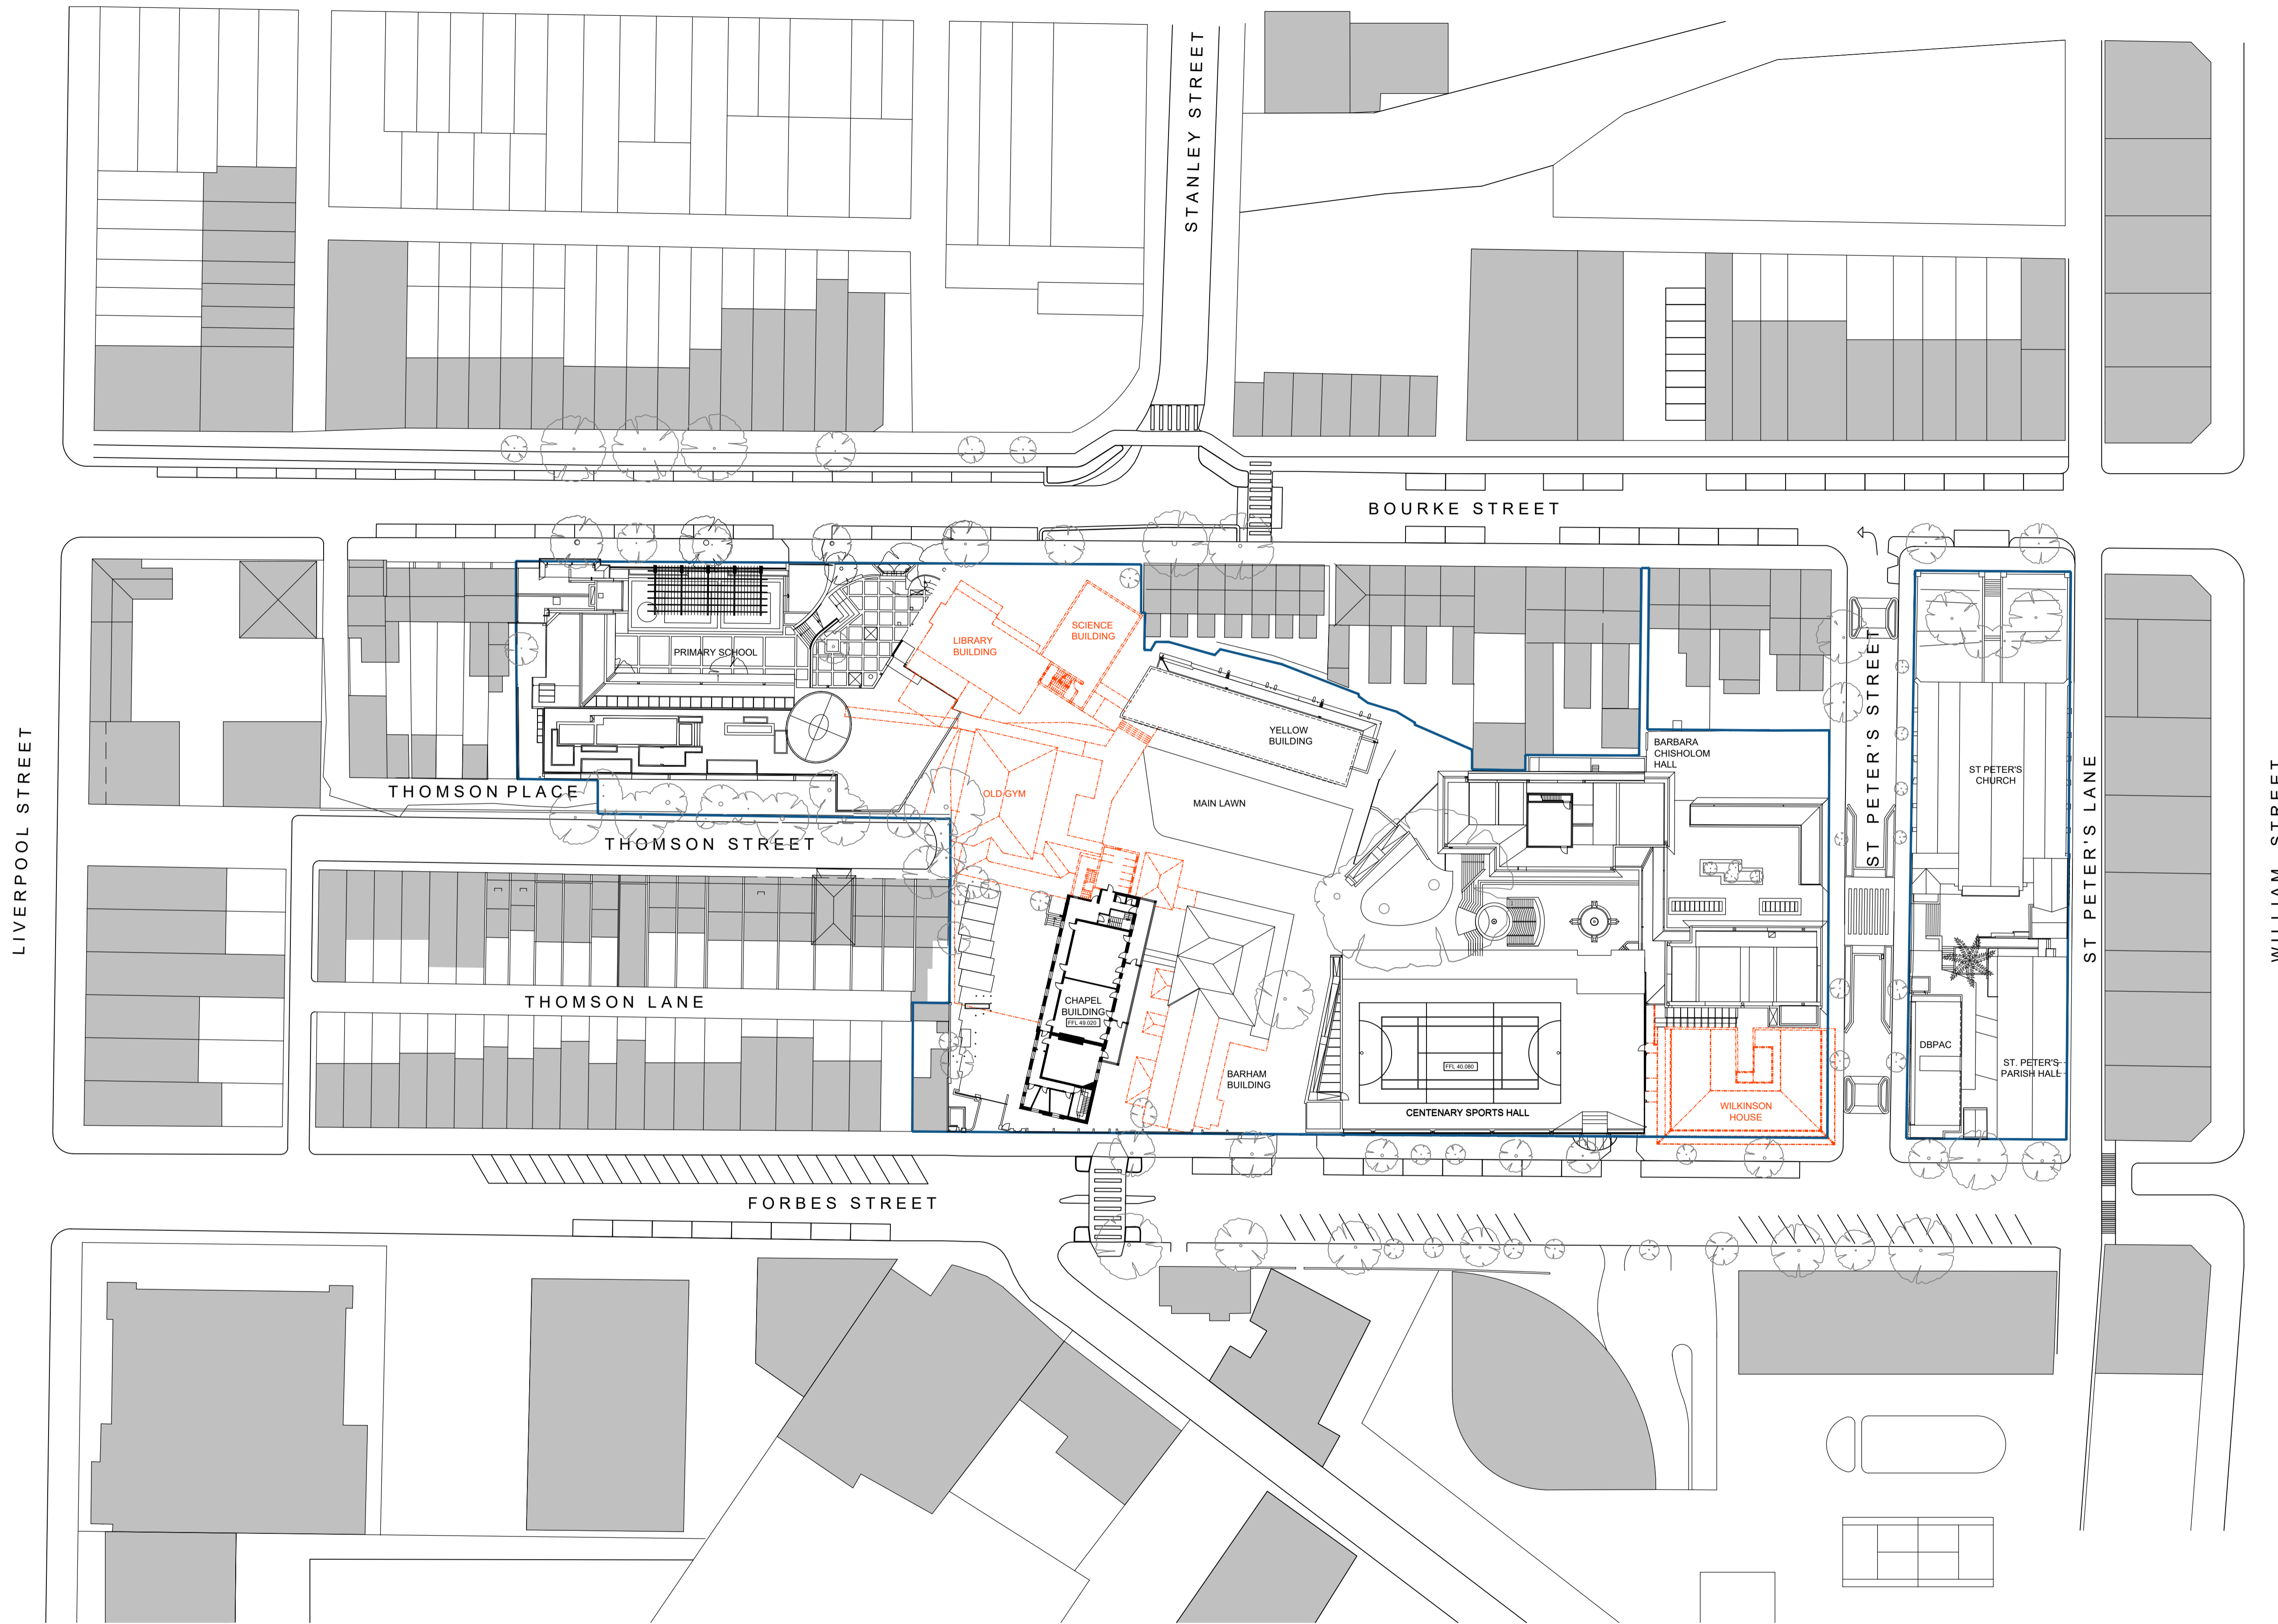 STANLEY STREET
BOURKE STREET
SCIENCE
BUILDING
LIBRARY
BUILDING
PRIMARY SCHOOL
YELLOW
BUILDING
BARBARA
CHISHOLOM
HALL
ST PETER'S STREET
ST PETER'S
CHURCH
ST PETER'S LANE
WILLIAM STREET
LIVERPOOL STREET
THOMSON PLACE
OLD GYM
MAIN LAWN
THOMSON STREET
THOMSON LANE
CHAPEL
BUILDING
FFL 49.020
DBPAC
ST. PETER'S
PARISH HALL
BARHAM
BUILDING
FFL 40.080
CENTENARY SPORTS HALL
WILKINSON
HOUSE
FORBES STREET